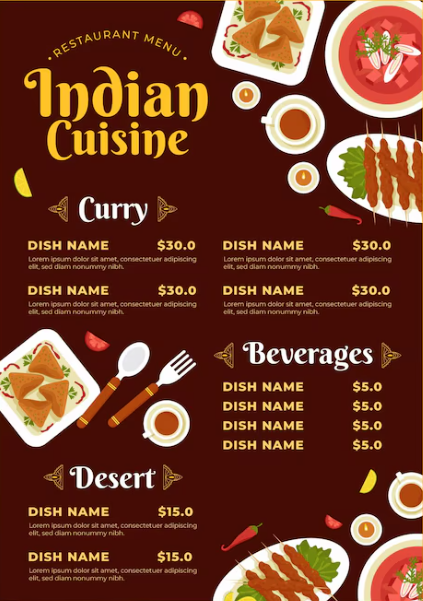 •RESTAURANT MENU•
Indian
Cuisine
Curry
DISH NAME $30.0
Lorem ipsum dolor sit amet, consectetuer adipiscing
elit, sed diam nonummy nibh.
DISH NAME $30.0
Lorem ipsum dolor sit amet, consectetuer adipiscing
elit, sed diam nonummy nibh.
DISH NAME $30.0
Lorem ipsum dolor sit amet, consectetuer adipiscing
elit, sed diam nonummy nibh.
DISH NAME $30.0
Lorem ipsum dolor sit amet, consectetuer adipiscing
elit, sed diam nonummy nibh.
Beverages
DISH NAME $5.0
DISH NAME $5.0
DISH NAME $5.0
DISH NAME $5.0
Desert
DISH NAME $15.0
Lorem ipsum dolor sit amet, consectetuer adipiscing
elit, sed diam nonummy nibh.
DISH NAME $15.0
Lorem ipsum dolor sit amet, consectetuer adipiscing
elit, sed diam nonummy nibh.